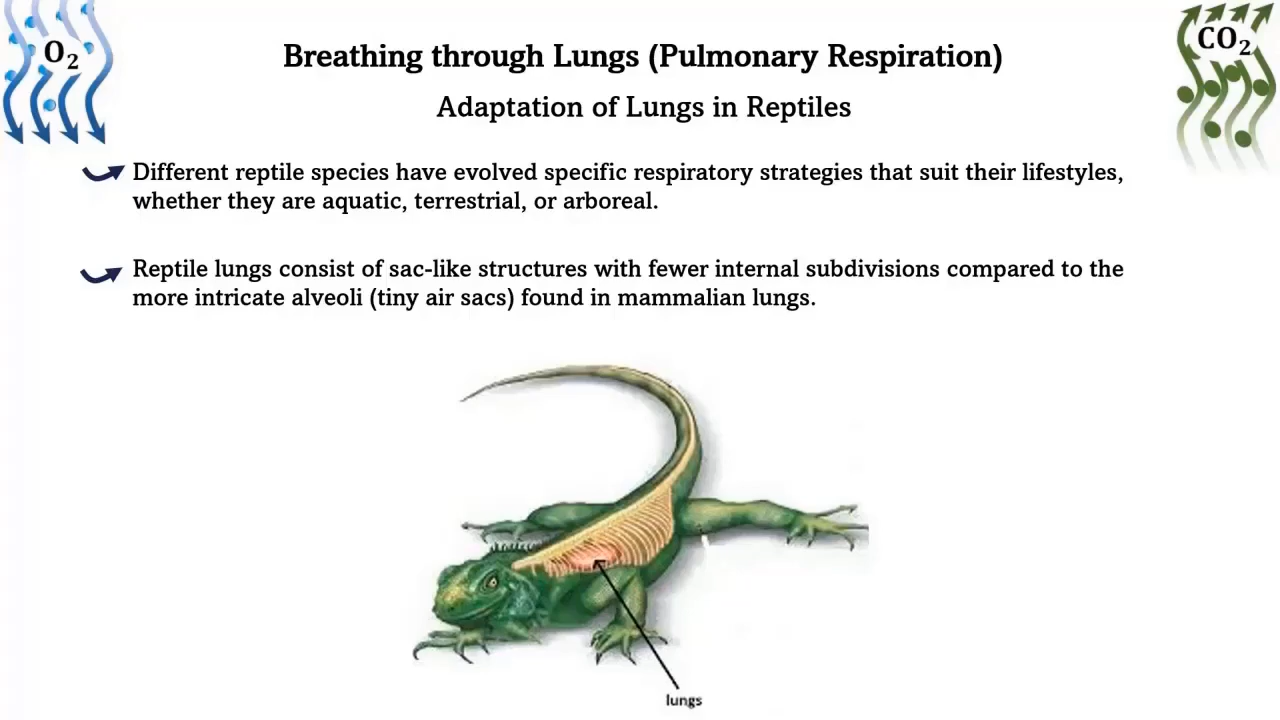 O₂
CO₂
Breathing through Lungs (Pulmonary Respiration)
Adaptation of Lungs in Reptiles
Different reptile species have evolved specific respiratory strategies that suit their lifestyles,
whether they are aquatic, terrestrial, or arboreal.
Reptile lungs consist of sac-like structures with fewer internal subdivisions compared to the
more intricate alveoli (tiny air sacs) found in mammalian lungs.
lungs